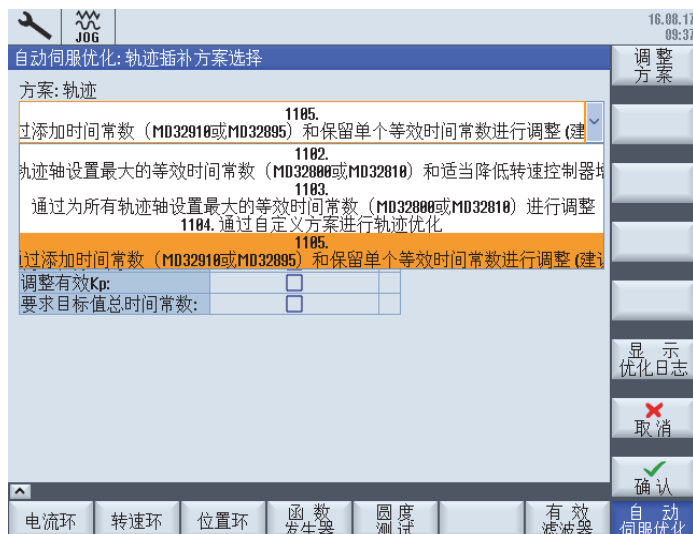 JOG
16.08.17
09:37
自动伺服优化: 轨迹插补方案选择
方案: 轨迹
1105.
过添加时间常数（MD32910或MD32895）和保留单个等效时间常数进行调整 (建
1102.
轨迹轴设置最大的等效时间常数（MD32800或MD32810）和适当降低转速控制器增
1103.
通过为所有轨迹轴设置最大的等效时间常数（MD32800或MD32810）进行调整
1104. 通过自定义方案进行轨迹优化
1105.
过添加时间常数（MD32910或MD32895）和保留单个等效时间常数进行调整 (建
调整有效Kp:
要求目标值总时间常数:
调整
方案
显示
优化日志
取消
确认
电流环
转速环
位置环
函数
发生器
圆度
测试
有效
滤波器
自动
伺服优化